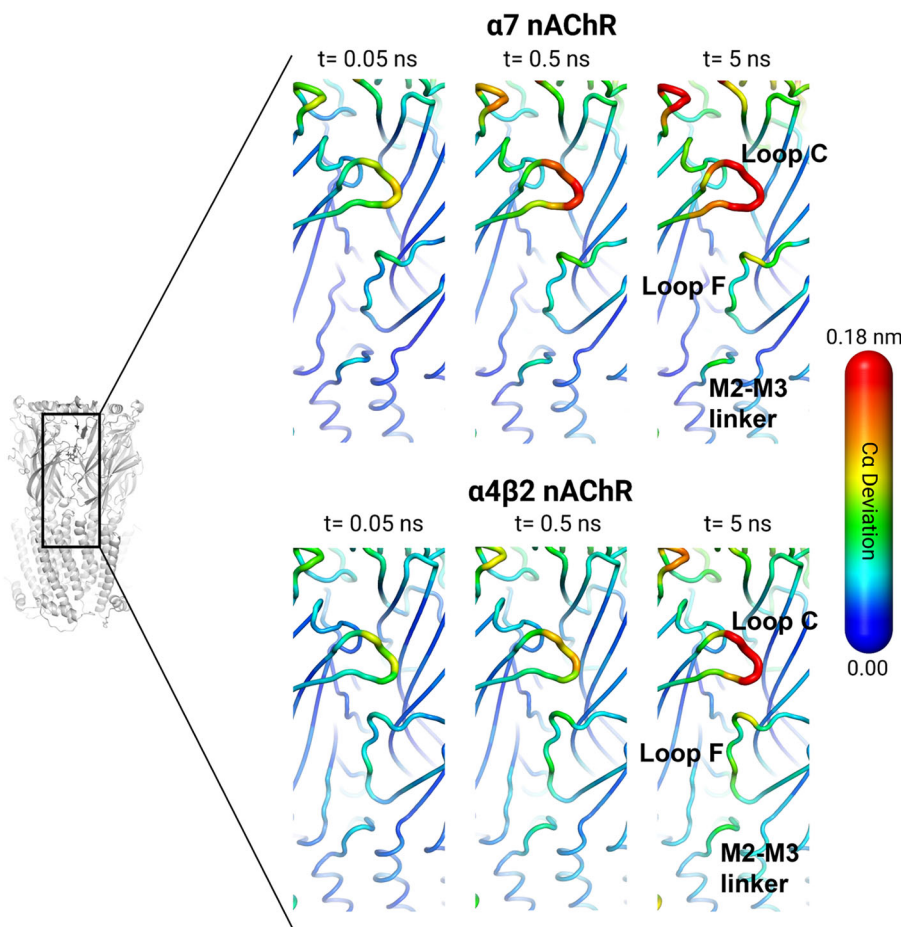 α7 nAChR
t= 0.05 ns
t= 0.5 ns
t= 5 ns
Loop C
Loop F
M2-M3
linker
α4β2 nAChR
t= 0.05 ns
t= 0.5 ns
t= 5 ns
Loop C
Loop F
M2-M3
linker
0.18 nm
Cα Deviation
0.00